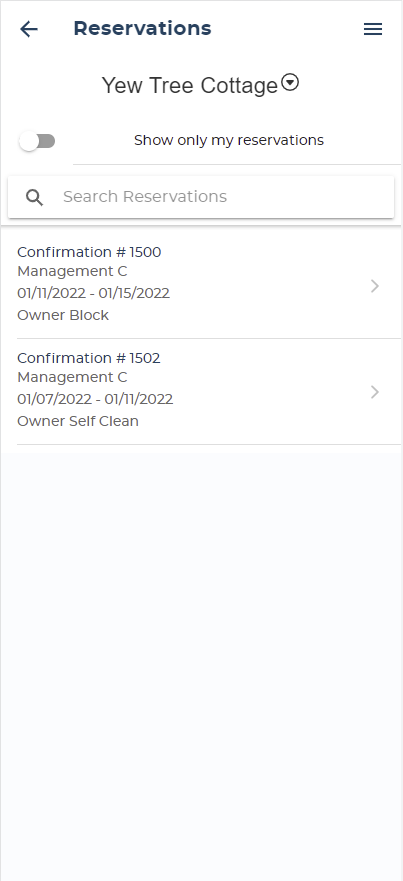 Reservations
Yew Tree Cottage
Show only my reservations
Search Reservations
Confirmation # 1500
Management C
01/11/2022 - 01/15/2022
Owner Block
Confirmation # 1502
Management C
01/07/2022 - 01/11/2022
Owner Self Clean